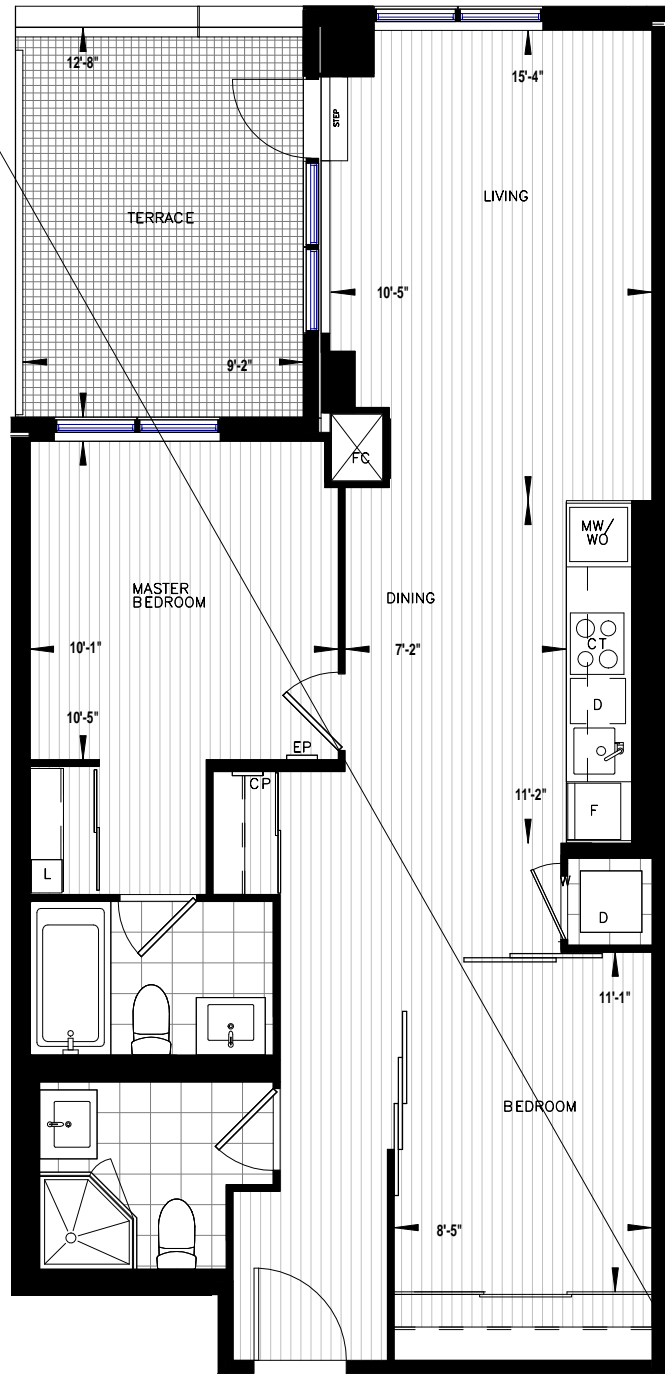 12'-8"
15'-4"
STEP
LIVING
TERRACE
10'-5"
9'-2"
FC
MW/
WO
MASTER
BEDROOM
DINING
10'-1"
7'-2"
CT
10'-5"
D
EP
CP
11'-2"
F
L
W
D
11'-1"
BEDROOM
8'-5"